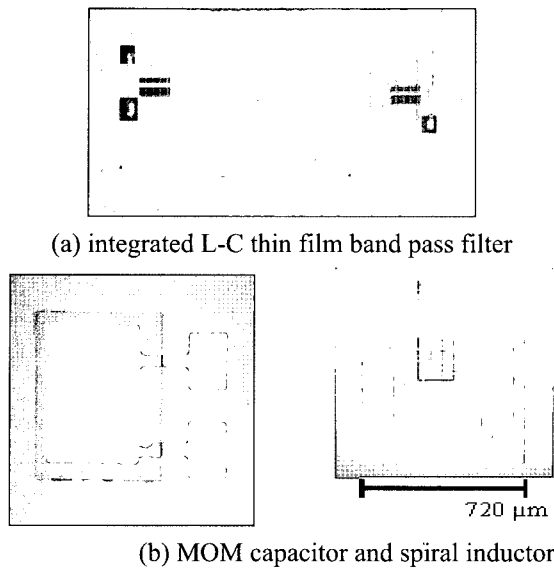 (a) integrated L-C thin film band pass filter
720 μm
(b) MOM capacitor and spiral inductor